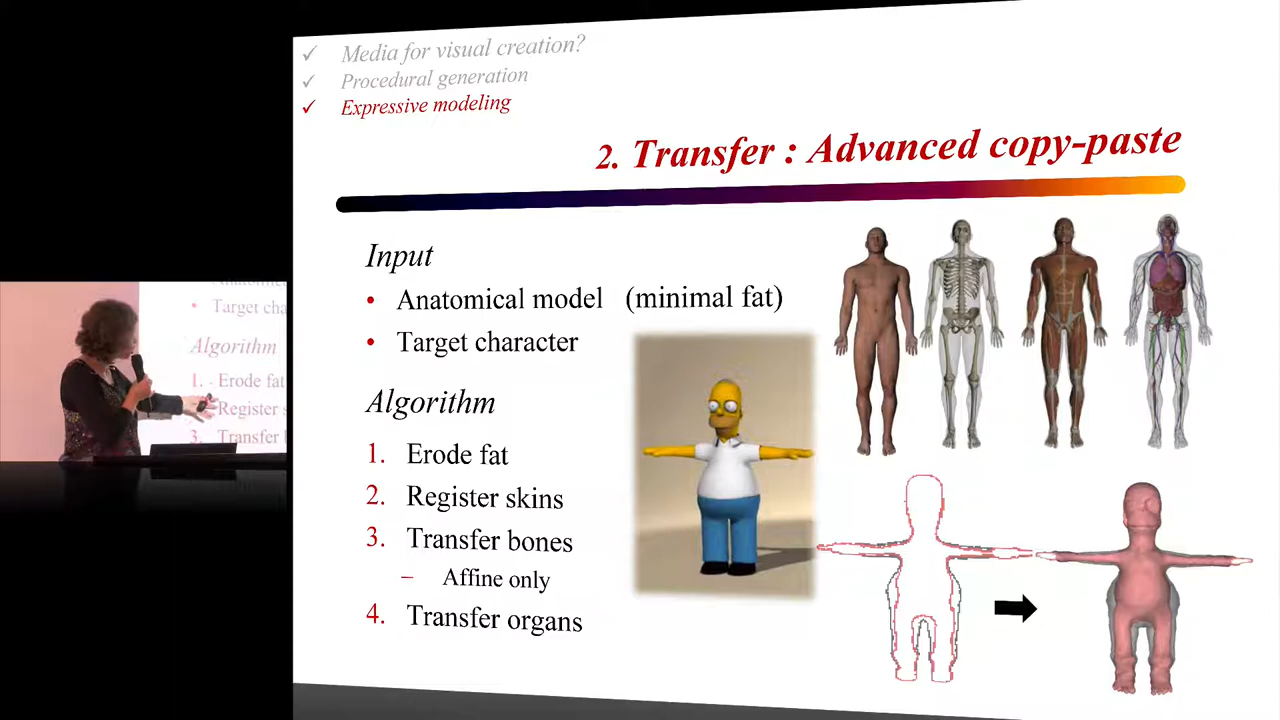 ✓ Media for visual creation?
✓ Procedural generation
✓ Expressive modeling
2. Transfer : Advanced copy-paste
Input
• Anatomical model (minimal fat)
• Target character
Algorithm
1. Erode fat
2. Register skins
3. Transfer bones
– Affine only
4. Transfer organs
• Target cha
Algorithm
1. Erode fat
Register s
3. Transfer